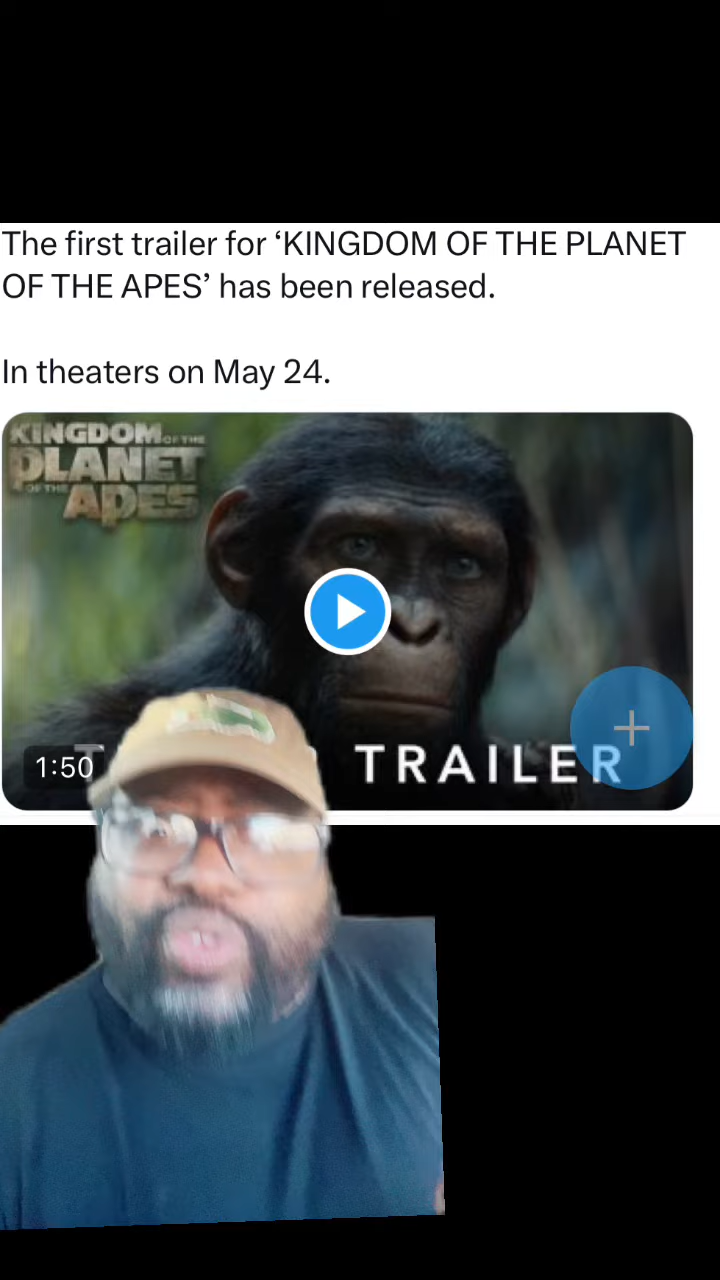 The first trailer for ‘KINGDOM OF THE PLANET
OF THE APES’ has been released.
In theaters on May 24.
KINGDOM OF THE
PLANET
OF THE APES
T TRAILER
1:50